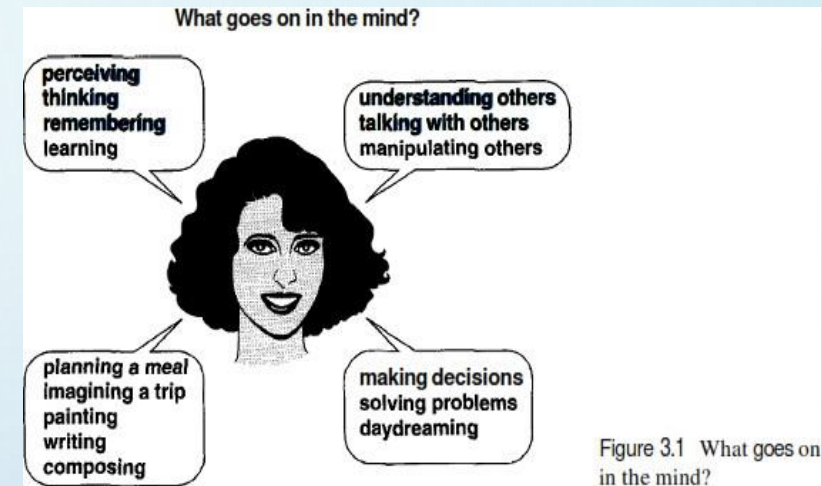 What goes on in the mind?
perceiving
thinking
remembering
learning
understanding others
talking with others
manipulating others
planning a meal
imagining a trip
painting
writing
composing
making decisions
solving problems
daydreaming
Figure 3.1 What goes on
in the mind?